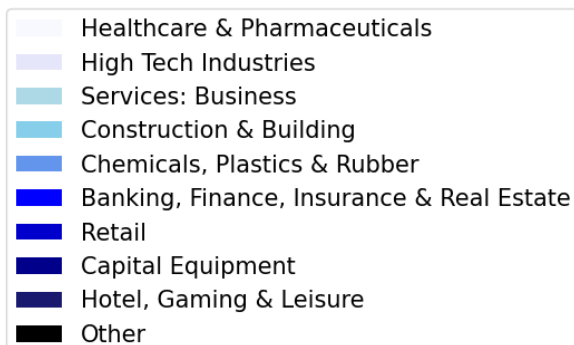 Healthcare & Pharmaceuticals
High Tech Industries
Services: Business
Construction & Building
Chemicals, Plastics & Rubber
Banking, Finance, Insurance & Real Estate
Retail
Capital Equipment
Hotel, Gaming & Leisure
Other